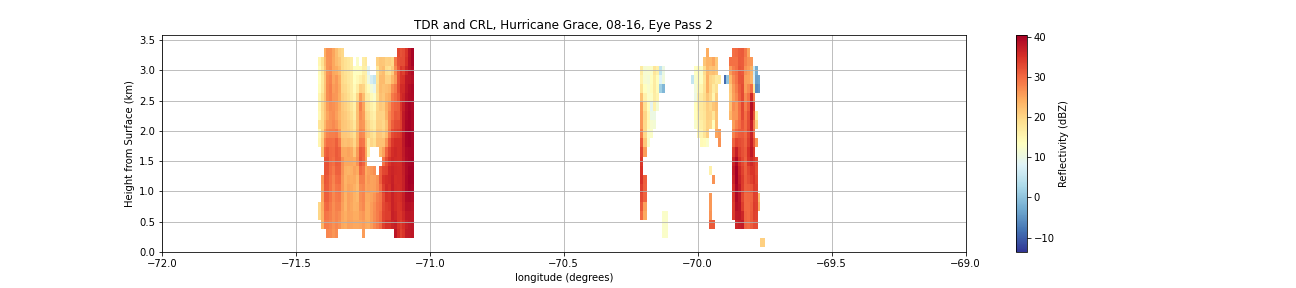 TDR and CRL, Hurricane Grace, 08-16, Eye Pass 2
3.5
3.0
2.5
2.0
1.5
1.0
0.5
0.0
Height from Surface (km)
−72.0 −71.5 −71.0 −70.5 −70.0 −69.5 −69.0
longitude (degrees)
40
30
20
10
0
−10
Reflectivity (dBZ)